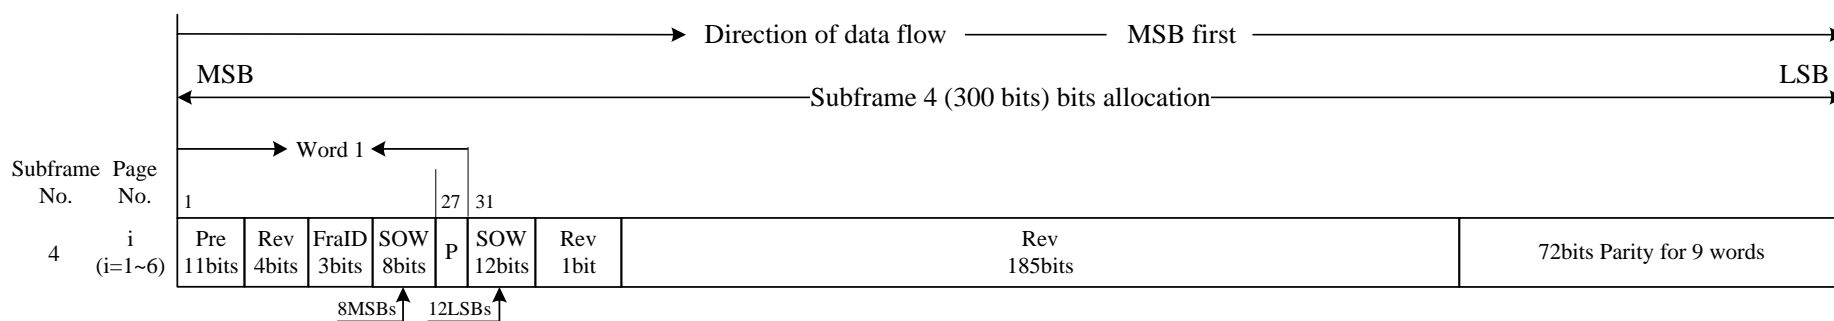 Direction of data flow MSB first
MSB LSB
Subframe 4 (300 bits) bits allocation
Word 1
Subframe Page
No. No.
1 27 31
Pre Rev FraID SOW P SOW Rev Rev 72bits Parity for 9 words
4 i
(i=1~6) 11bits 4bits 3bits 8bits 12bits 1bit 185bits
8MSBs 12LSBs